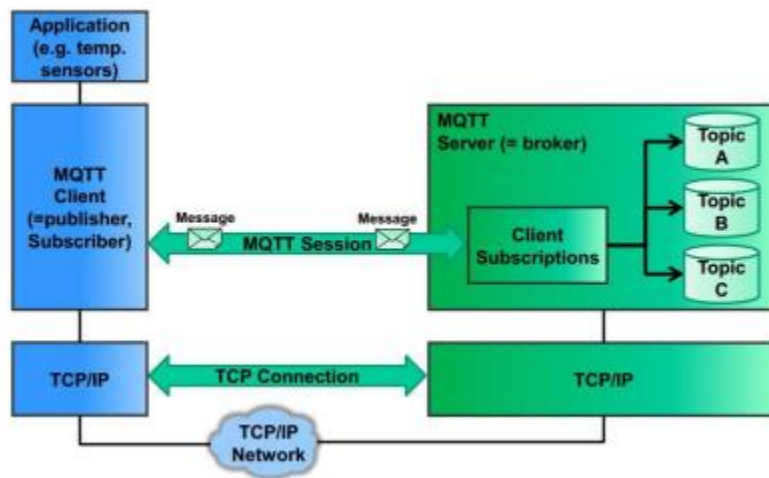 Application
(e.g. temp.
sensors)
MQTT
Client
(=publisher,
Subscriber)
Message
Message
MQTT Session
MQTT
Server (= broker)
Client
Subscriptions
Topic
A
Topic
B
Topic
C
TCP/IP
TCP Connection
TCP/IP
TCP/IP
Network